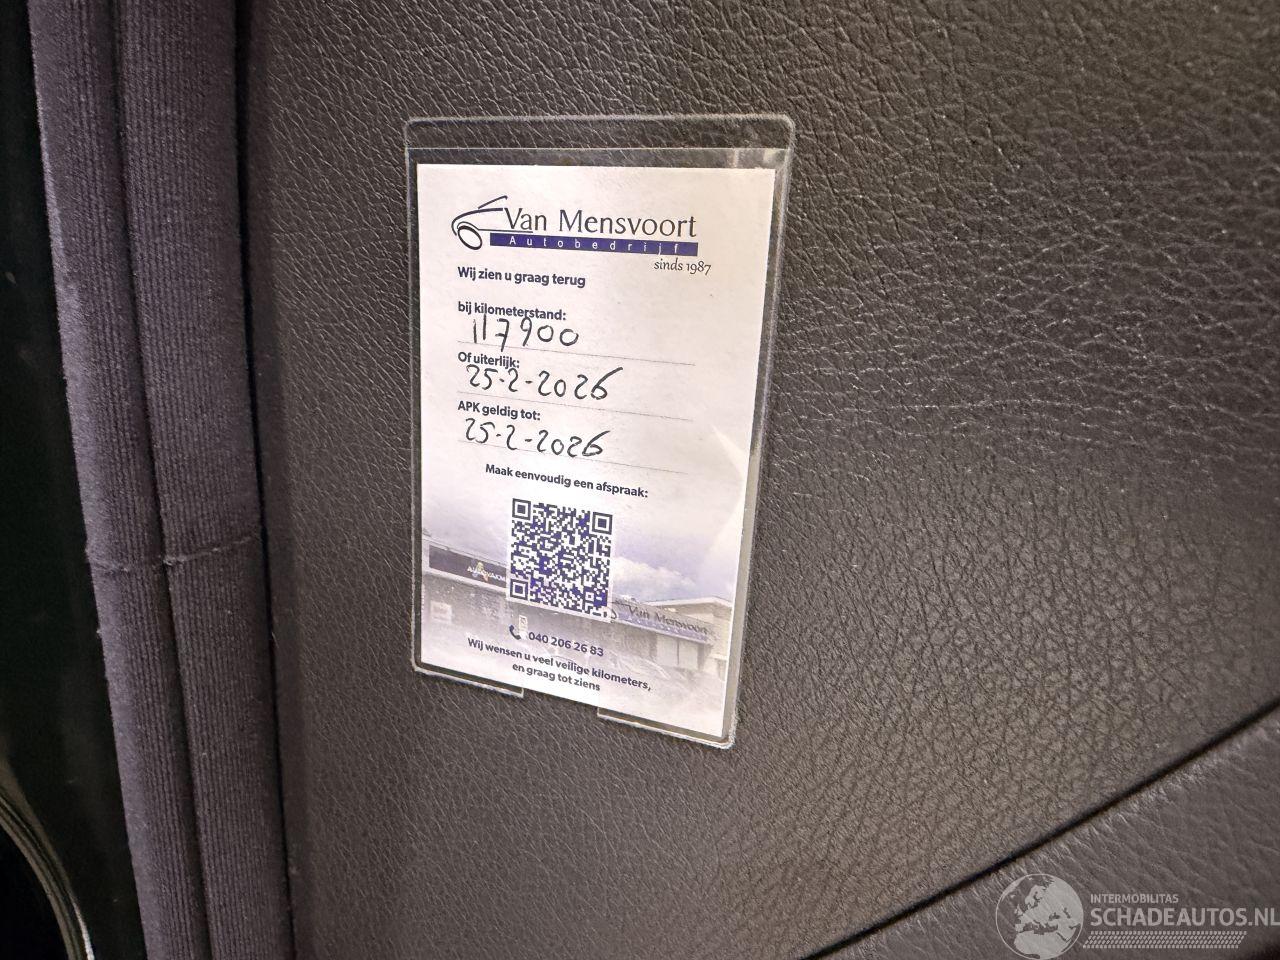 Van Mensvoort
Autobedrijf
sinds 1987
Wij zien u graag terug
bij kilometerstand:
117900
Of uiterlijk:
25-2-2026
APK geldig tot:
25-2-2026
Maak eenvoudig een afspraak:
Van Mensvoort
040 206 26 83
Wij wensen u veel veilige kilometers,
en graag tot ziens
INTERMOBILITAS
SCHADEAUTOS.NL